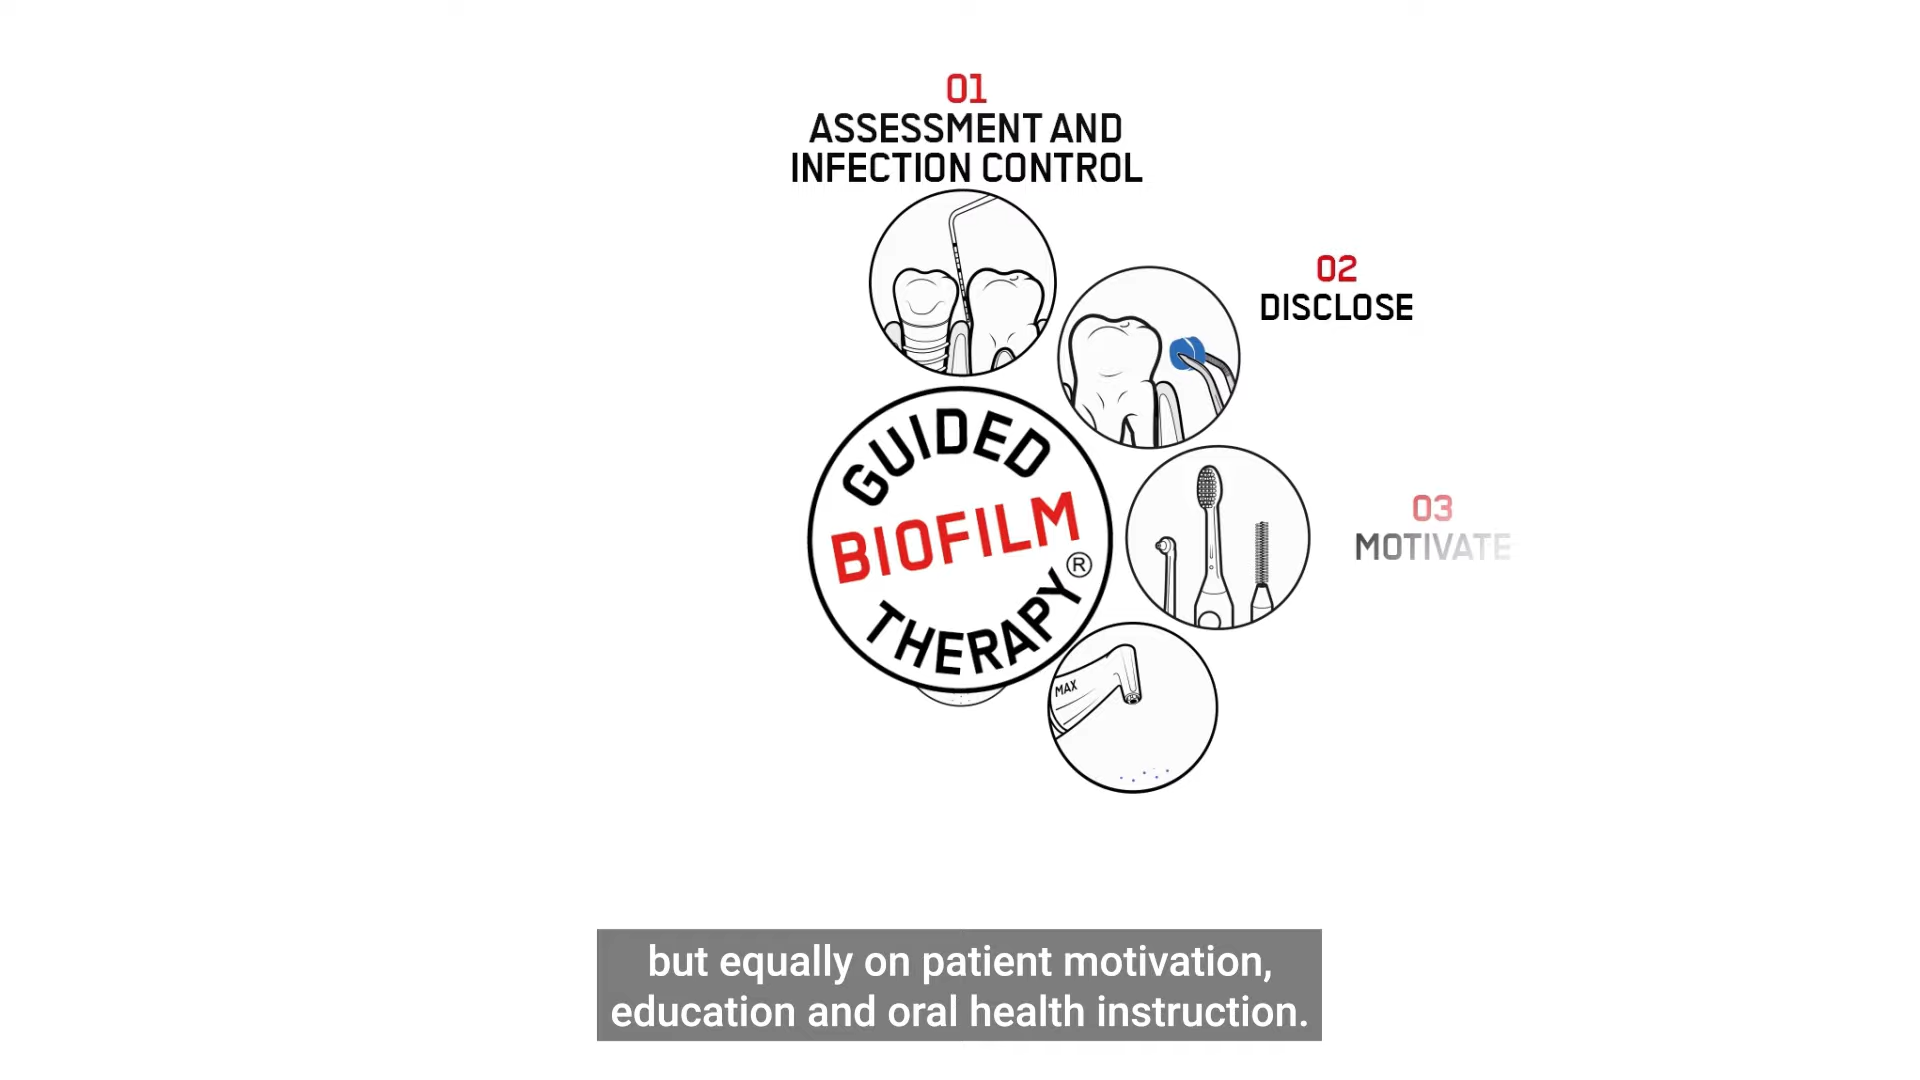 01
ASSESSMENT AND
INFECTION CONTROL
02
DISCLOSE
GUIDED
BIOFILM
THERAPY®
03
MOTIVATE
MAX
but equally on patient motivation,
education and oral health instruction.